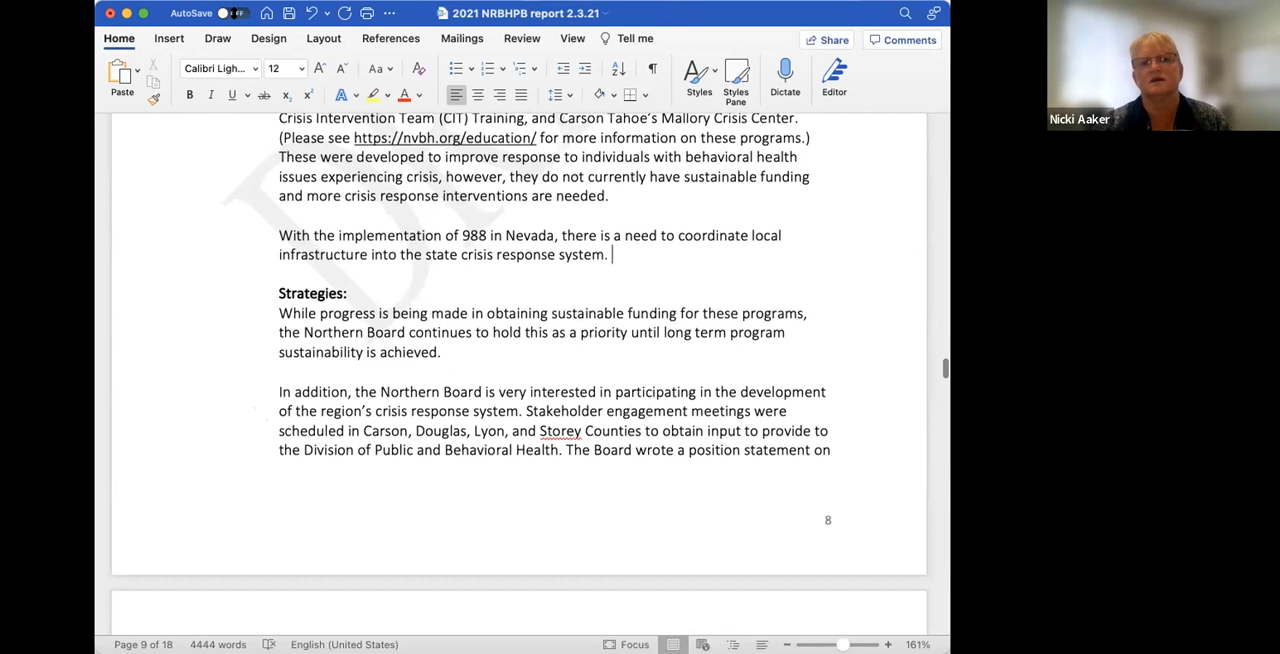 AutoSave OFF
2021 NRBHPB report 2.3.21
Home Insert Draw Design Layout References Mailings Review View Tell me Share Comments
Paste Calibri Ligh... 12 Aa Styles Styles Pane Dictate Editor
Crisis Intervention Team (CIT) Training, and Carson Tahoe's Mallory Crisis Center.
(Please see https://nvbh.org/education/ for more information on these programs.)
These were developed to improve response to individuals with behavioral health
issues experiencing crisis, however, they do not currently have sustainable funding
and more crisis response interventions are needed.
With the implementation of 988 in Nevada, there is a need to coordinate local
infrastructure into the state crisis response system.
Strategies:
While progress is being made in obtaining sustainable funding for these programs,
the Northern Board continues to hold this as a priority until long term program
sustainability is achieved.
In addition, the Northern Board is very interested in participating in the development
of the region's crisis response system. Stakeholder engagement meetings were
scheduled in Carson, Douglas, Lyon, and Storey Counties to obtain input to provide to
the Division of Public and Behavioral Health. The Board wrote a position statement on
8
Page 9 of 18 4444 words English (United States) Focus 161%
Nicki Aaker